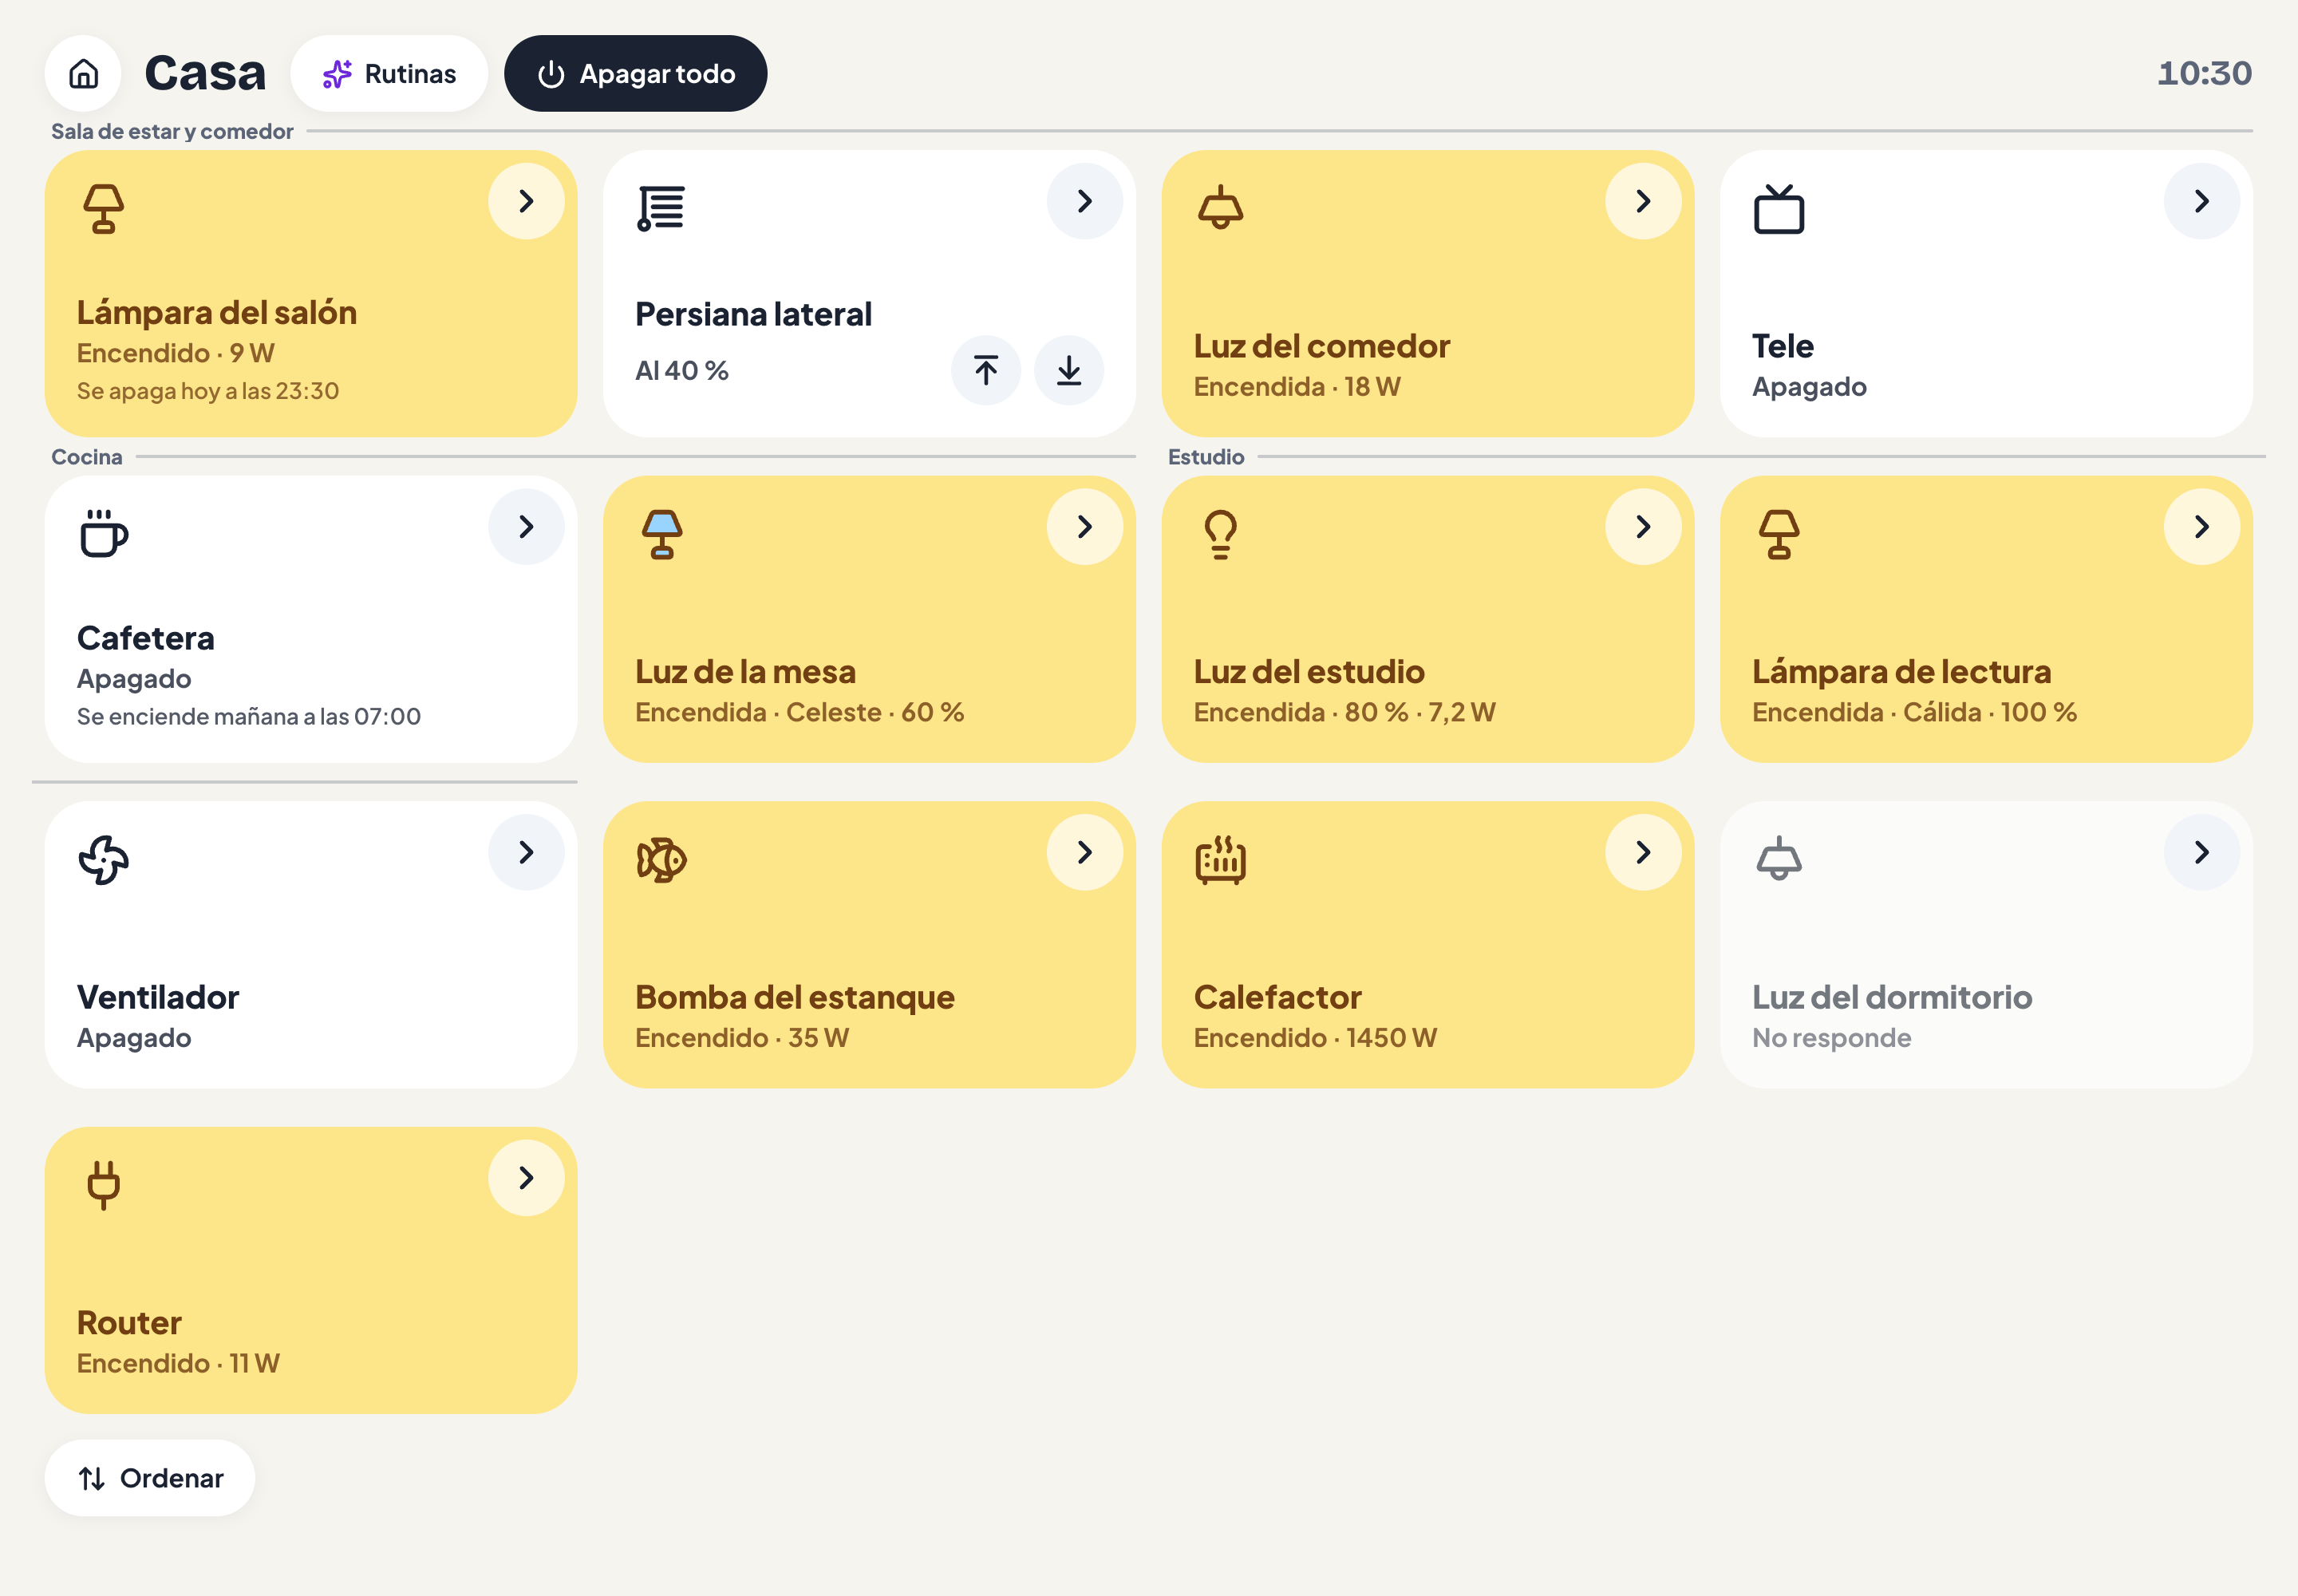 Casa
Rutinas
Apagar todo
10:30
Sala de estar y comedor
Lámpara del salón
Encendido · 9 W
Se apaga hoy a las 23:30
Persiana lateral
Al 40 %
Luz del comedor
Encendida · 18 W
Tele
Apagado
Cocina
Estudio
Cafetera
Apagado
Se enciende mañana a las 07:00
Luz de la mesa
Encendida · Celeste · 60 %
Luz del estudio
Encendida · 80 % · 7,2 W
Lámpara de lectura
Encendida · Cálida · 100 %
Ventilador
Apagado
Bomba del estanque
Encendido · 35 W
Calefactor
Encendido · 1450 W
Luz del dormitorio
No responde
Router
Encendido · 11 W
Ordenar